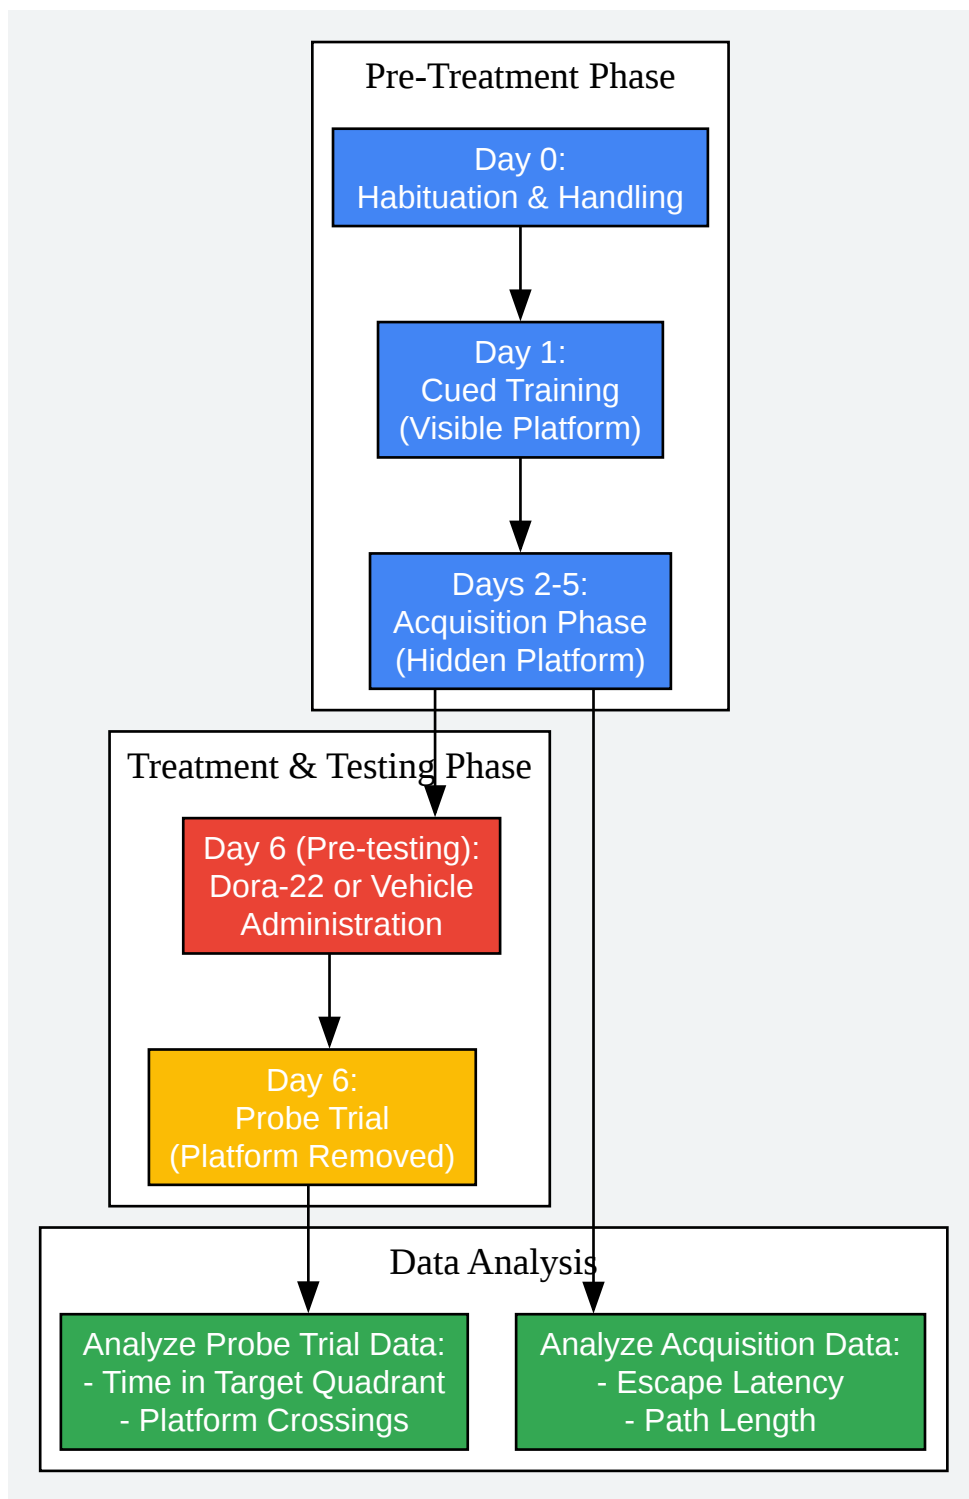 Pre-Treatment Phase
Day 0:
Habituation & Handling
Day 1:
Cued Training
(Visible Platform)
Days 2-5:
Acquisition Phase
(Hidden Platform)
Treatment & Testing Phase
Day 6 (Pre-testing):
Dora-22 or Vehicle
Administration
Day 6:
Probe Trial
(Platform Removed)
Data Analysis
Analyze Probe Trial Data:
- Time in Target Quadrant
- Platform Crossings
Analyze Acquisition Data:
- Escape Latency
- Path Length